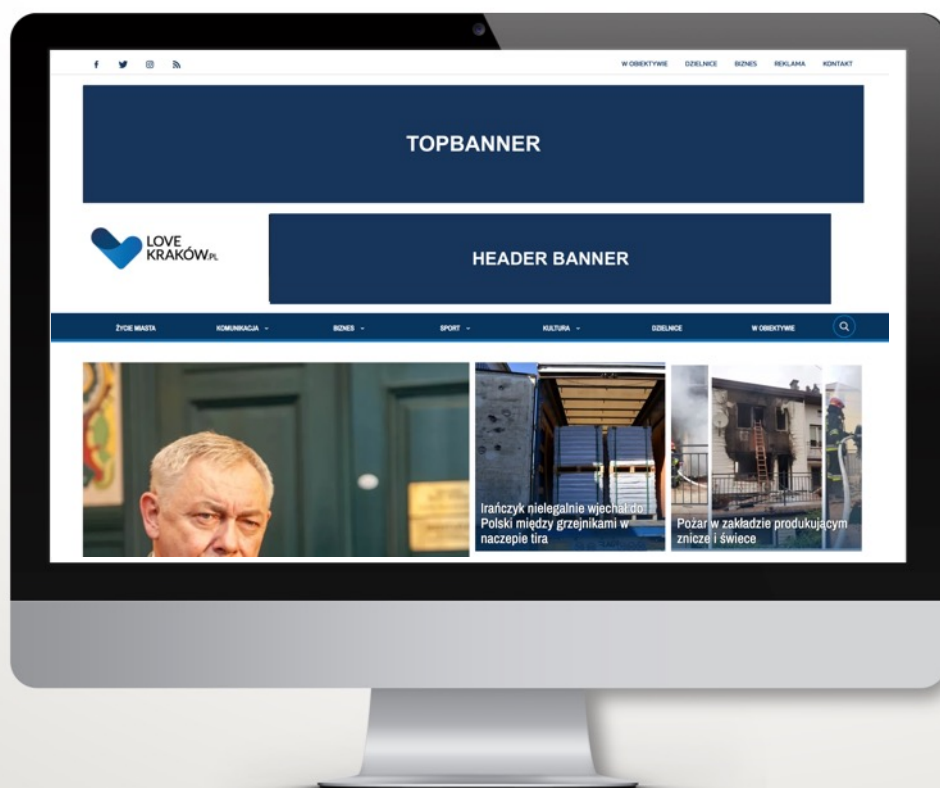 W OBIEKTYWIE DZIELNICE BIZNES REKLAMA KONTAKT
TOPBANNER
LOVE
KRAKÓW.PL
HEADER BANNER
ŻYCIE MIASTA KOMUNIKACJA BIZNES SPORT KULTURA DZIELNICE W OBIEKTYWIE
Irańczyk nielegalnie wjechał do
Polski między grzejnikami w
naczepie tira
Pożar w zakładzie produkującym
znicze i świece